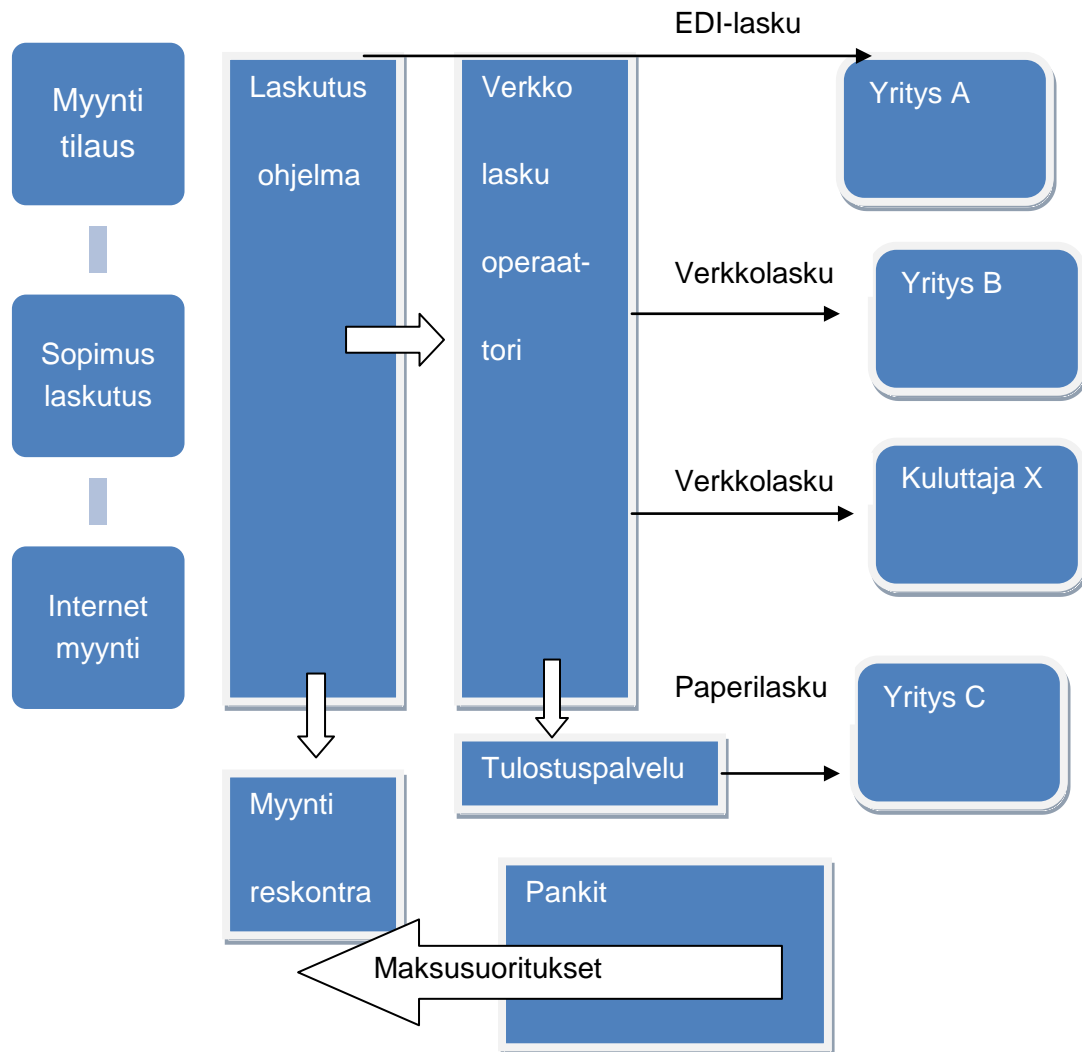 EDI-lasku
Myynti
tilaus
Laskutus
ohjelma
Verkko
lasku
operaat-
tori
Yritys A
Verkkolasku
Yritys B
Sopimus
laskutus
Verkkolasku
Kuluttaja X
Internet
myynti
Paperilasku
Yritys C
Tulostuspalvelu
Myynti
reskontra
Pankit
Maksusuoritukset